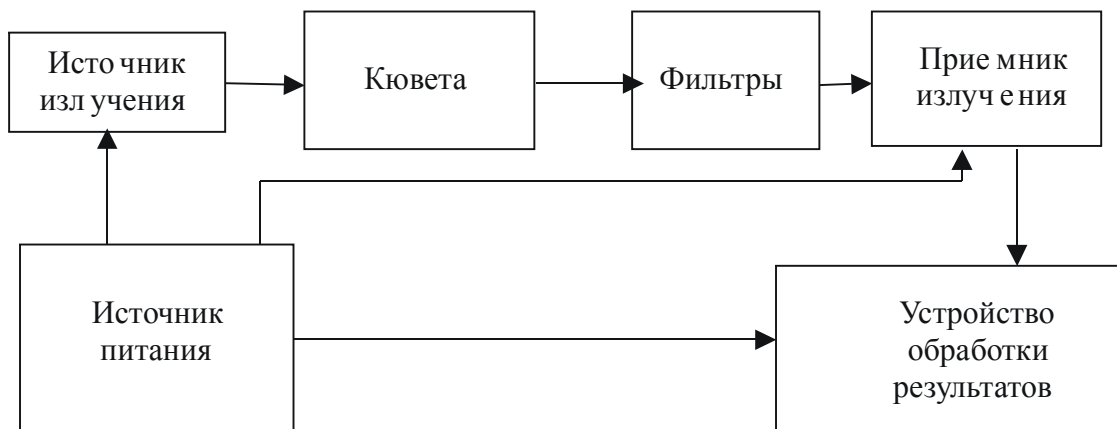 Источник
излучения
Кювета
Фильтры
Приемник
излучения
Источник
питания
Устройство
обработки
результатов